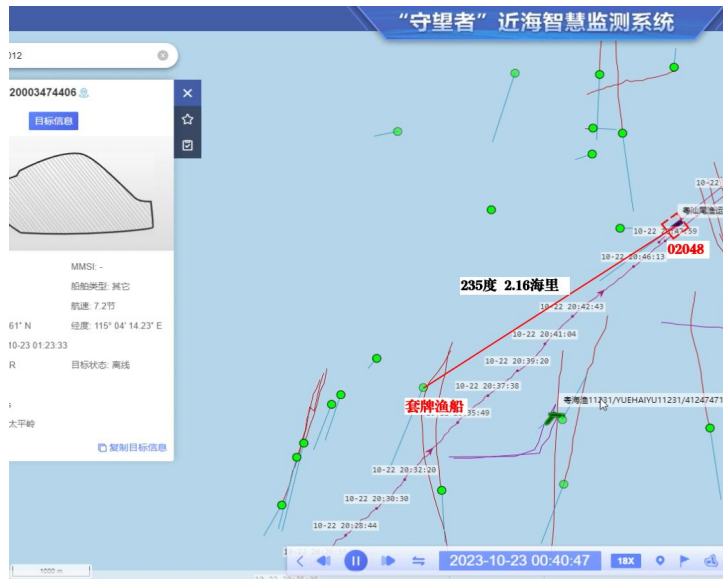 “守望者”近海智慧监测系统
012
20003474406
目标信息
MMSI: -
船舶类型: 其它
航速: 7.2节
61" N
经度: 115° 04' 14.23" E
10-23 01:23:33
R
目标状态: 离线
s
太平岭
复制目标信息
10-22
粤汕尾渔运
10-22 20:47:59
02048
10-22 20:46:13
235度 2.16海里
10-22 20:42:43
10-22 20:41:04
10-22 20:39:20
10-22 20:37:38
粤海渔11231/YUEHAIYU11231/41247471
套牌渔船
10-22 20:32:20
10-22 20:30:30
10-22 20:28:44
2023-10-23 00:40:47
18X
1000 m